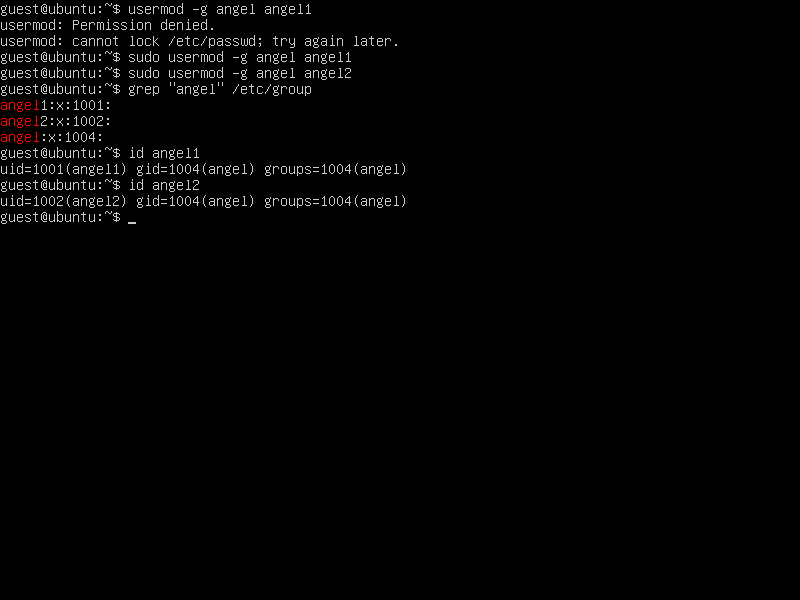 guest@ubuntu:~$ usermod -g angel angel1
usermod: Permission denied.
usermod: cannot lock /etc/passwd; try again later.
guest@ubuntu:~$ sudo usermod -g angel angel1
guest@ubuntu:~$ sudo usermod -g angel angel2
guest@ubuntu:~$ grep "angel" /etc/group
angel1:x:1001:
angel2:x:1002:
angel:x:1004:
guest@ubuntu:~$ id angel1
uid=1001(angel1) gid=1004(angel) groups=1004(angel)
guest@ubuntu:~$ id angel2
uid=1002(angel2) gid=1004(angel) groups=1004(angel)
guest@ubuntu:~$ _